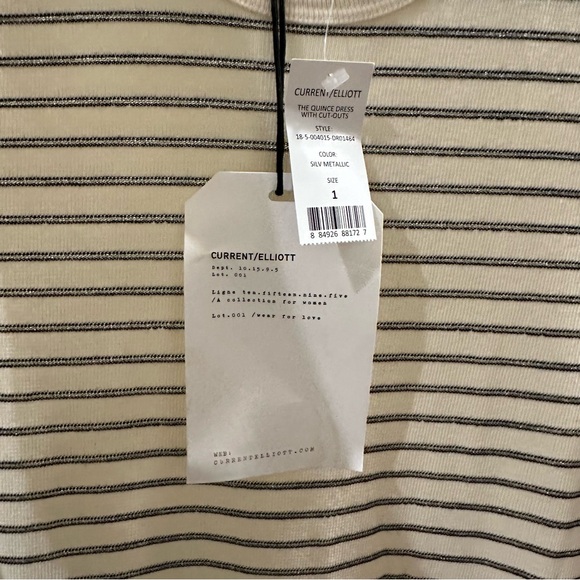 CURRENT/ELLIOTT
THE QUINCE DRESS
WITH CUT-OUTS
STYLE
18-5-004015-DR01464
COLOR
SILV METALLIC
SIZE
1
8 84926 88172 7
CURRENT/ELLIOTT
Dept. 10.15.9.5
Lot. 001
Ligne ten.fifteen.nine.five
/A collection for women
Lot.001 /wear for love
WEB:
CURRENTELLIOTT.COM